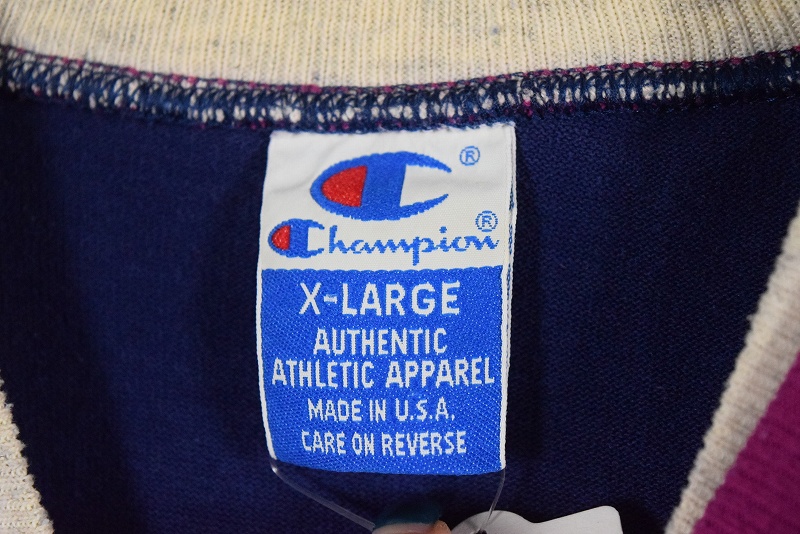 ®
Champion®
X-LARGE
AUTHENTIC
ATHLETIC APPAREL
MADE IN U.S.A.
CARE ON REVERSE